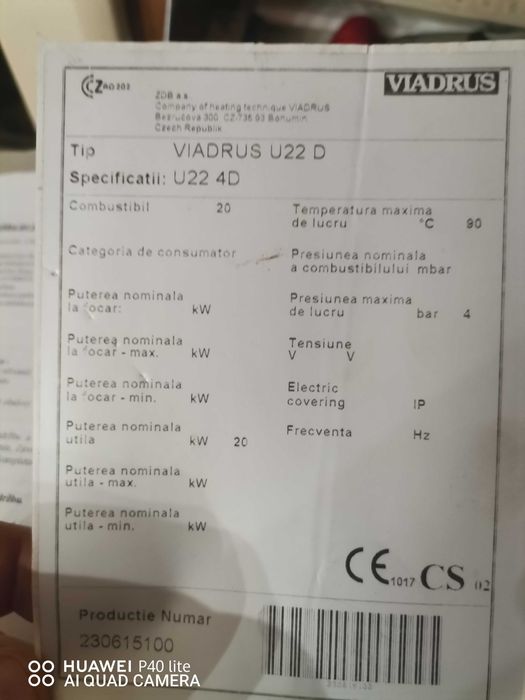 VIADRUS
ZDB a.s.
Company of heating technique VIADRUS
Bezručova 300, CZ-735 93 Bohumín
Czech Republik
Tip VIADRUS U22 D
Specificatii: U22 4D
Combustibil 20
Categoria de consumator
Puterea nominala
la focar: kW
Puterea nominala
la focar - max. kW
Puterea nominala
la focar - min. kW
Puterea nominala
utila kW 20
Puterea nominala
utila - max. kW
Puterea nominala
utila - min. kW
Temperatura maxima
de lucru °C 90
Presiunea nominala
a combustibilului mbar
Presiunea maxima
de lucru bar 4
Tensiune
V V
Electric
covering IP
Frecventa Hz
CE 1017 CS 02
Productie Numar
230615100
HUAWEI P40 lite
AI QUAD CAMERA